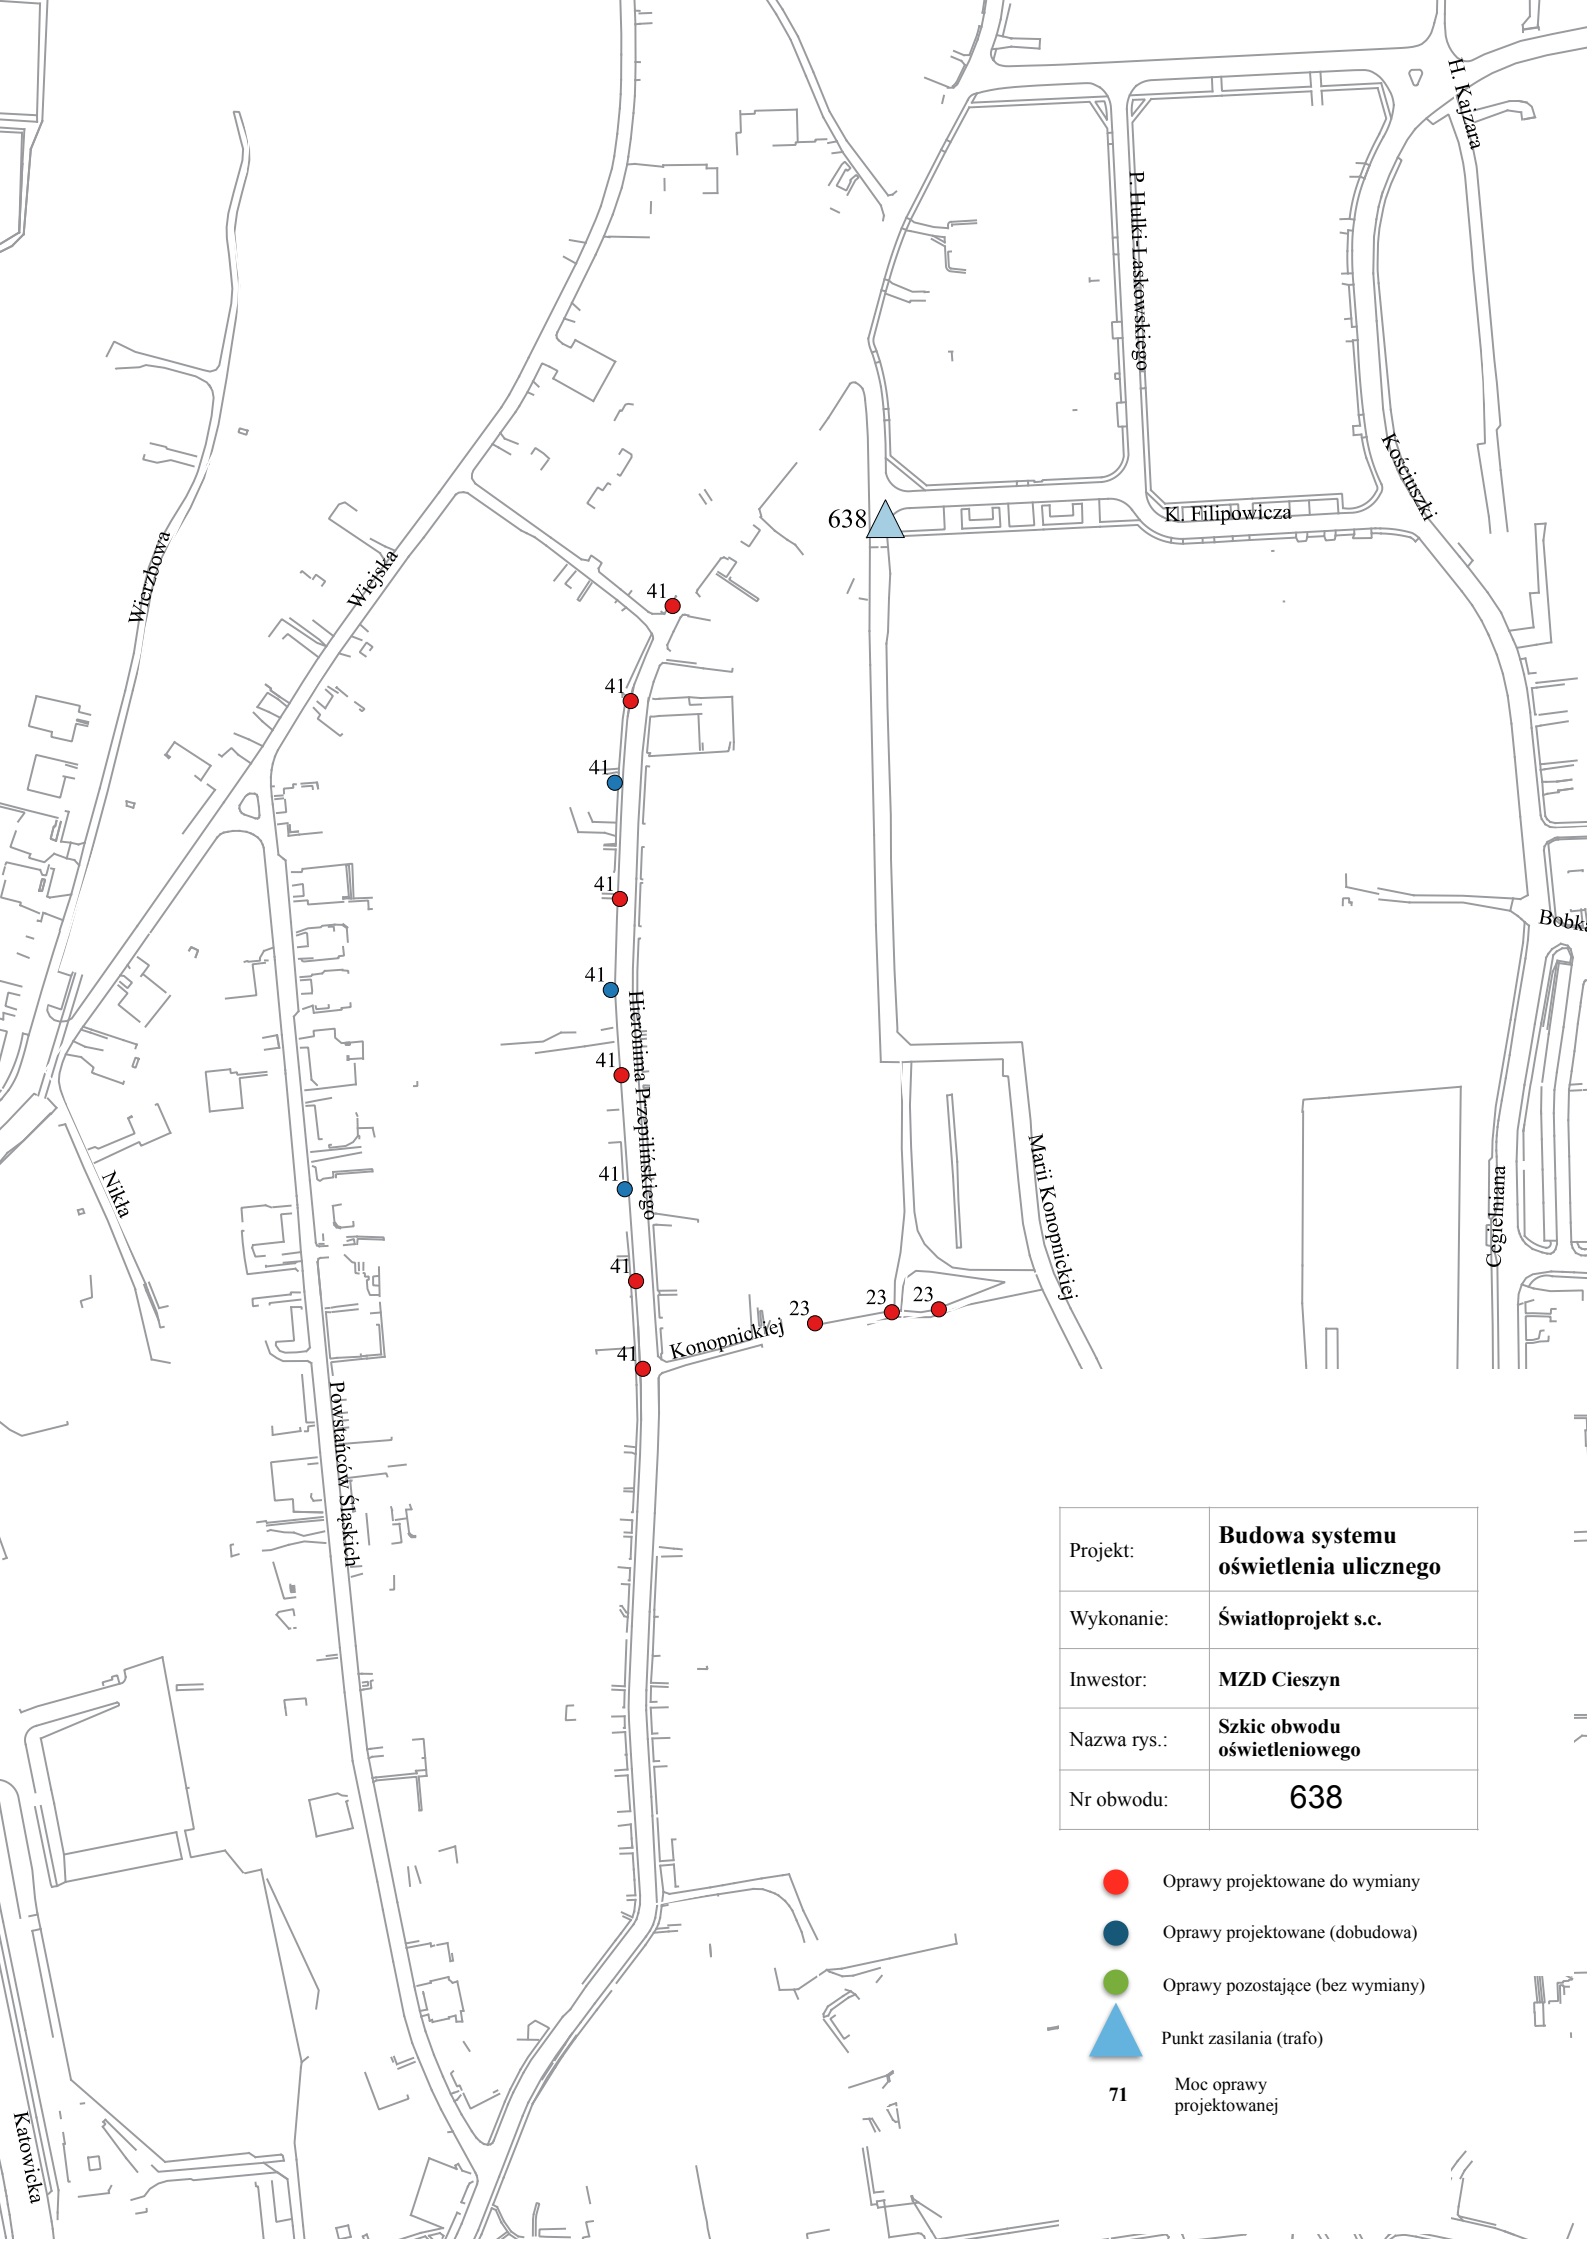 H. Kajzara
P. Hulki-Laskowskiego
Kościuszki
638
K. Filipowicza
Wierzbowa
Wiejska
41
41
41
41
Bobka
41
Hieronima Przepilińskiego
41
41
Marii Konopnickiej
Nikła
Cegielniana
41
23
23
23
Konopnickiej
41
Powstańców Śląskich
Projekt:
Budowa systemu
oświetlenia ulicznego
Wykonanie:
Światłoprojekt s.c.
Inwestor:
MZD Cieszyn
Nazwa rys.:
Szkic obwodu
oświetleniowego
Nr obwodu:
638
Oprawy projektowane do wymiany
Oprawy projektowane (dobudowa)
Oprawy pozostające (bez wymiany)
Punkt zasilania (trafo)
71
Moc oprawy
projektowanej
Katowicka